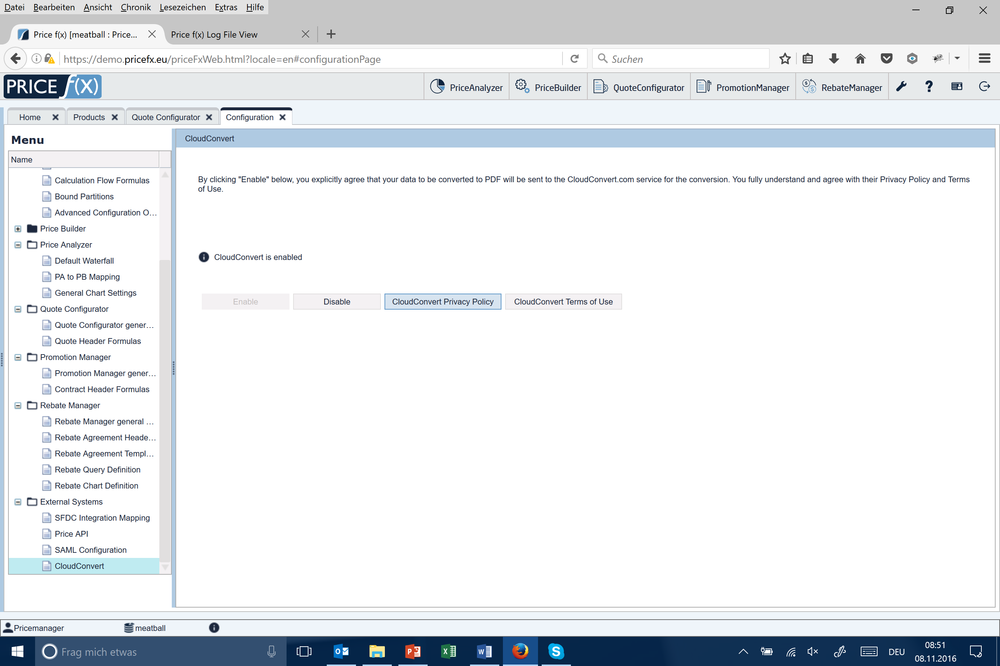 Datei Bearbeiten Ansicht Chronik Lesezeichen Extras Hilfe
Price f(x) [meatball : Price...
Price f(x) Log File View
https://demo.pricefx.eu/priceFxWeb.html?locale=en#configurationPage
Suchen
PRICE f(X)
PriceAnalyzer
PriceBuilder
QuoteConfigurator
PromotionManager
RebateManager
Home
Products
Quote Configurator
Configuration
Menu
Name
Calculation Flow Formulas
Bound Partitions
Advanced Configuration O...
Price Builder
Price Analyzer
Default Waterfall
PA to PB Mapping
General Chart Settings
Quote Configurator
Quote Configurator gener...
Quote Header Formulas
Promotion Manager
Promotion Manager gener...
Contract Header Formulas
Rebate Manager
Rebate Manager general ...
Rebate Agreement Heade...
Rebate Agreement Templ...
Rebate Query Definition
Rebate Chart Definition
External Systems
SFDC Integration Mapping
Price API
SAML Configuration
CloudConvert
CloudConvert
By clicking "Enable" below, you explicitly agree that your data to be converted to PDF will be sent to the CloudConvert.com service for the conversion. You fully understand and agree with their Privacy Policy and Terms
of Use.
CloudConvert is enabled
Enable
Disable
CloudConvert Privacy Policy
CloudConvert Terms of Use
Pricemanager
meatball
Frag mich etwas
DEU
08:51
08.11.2016